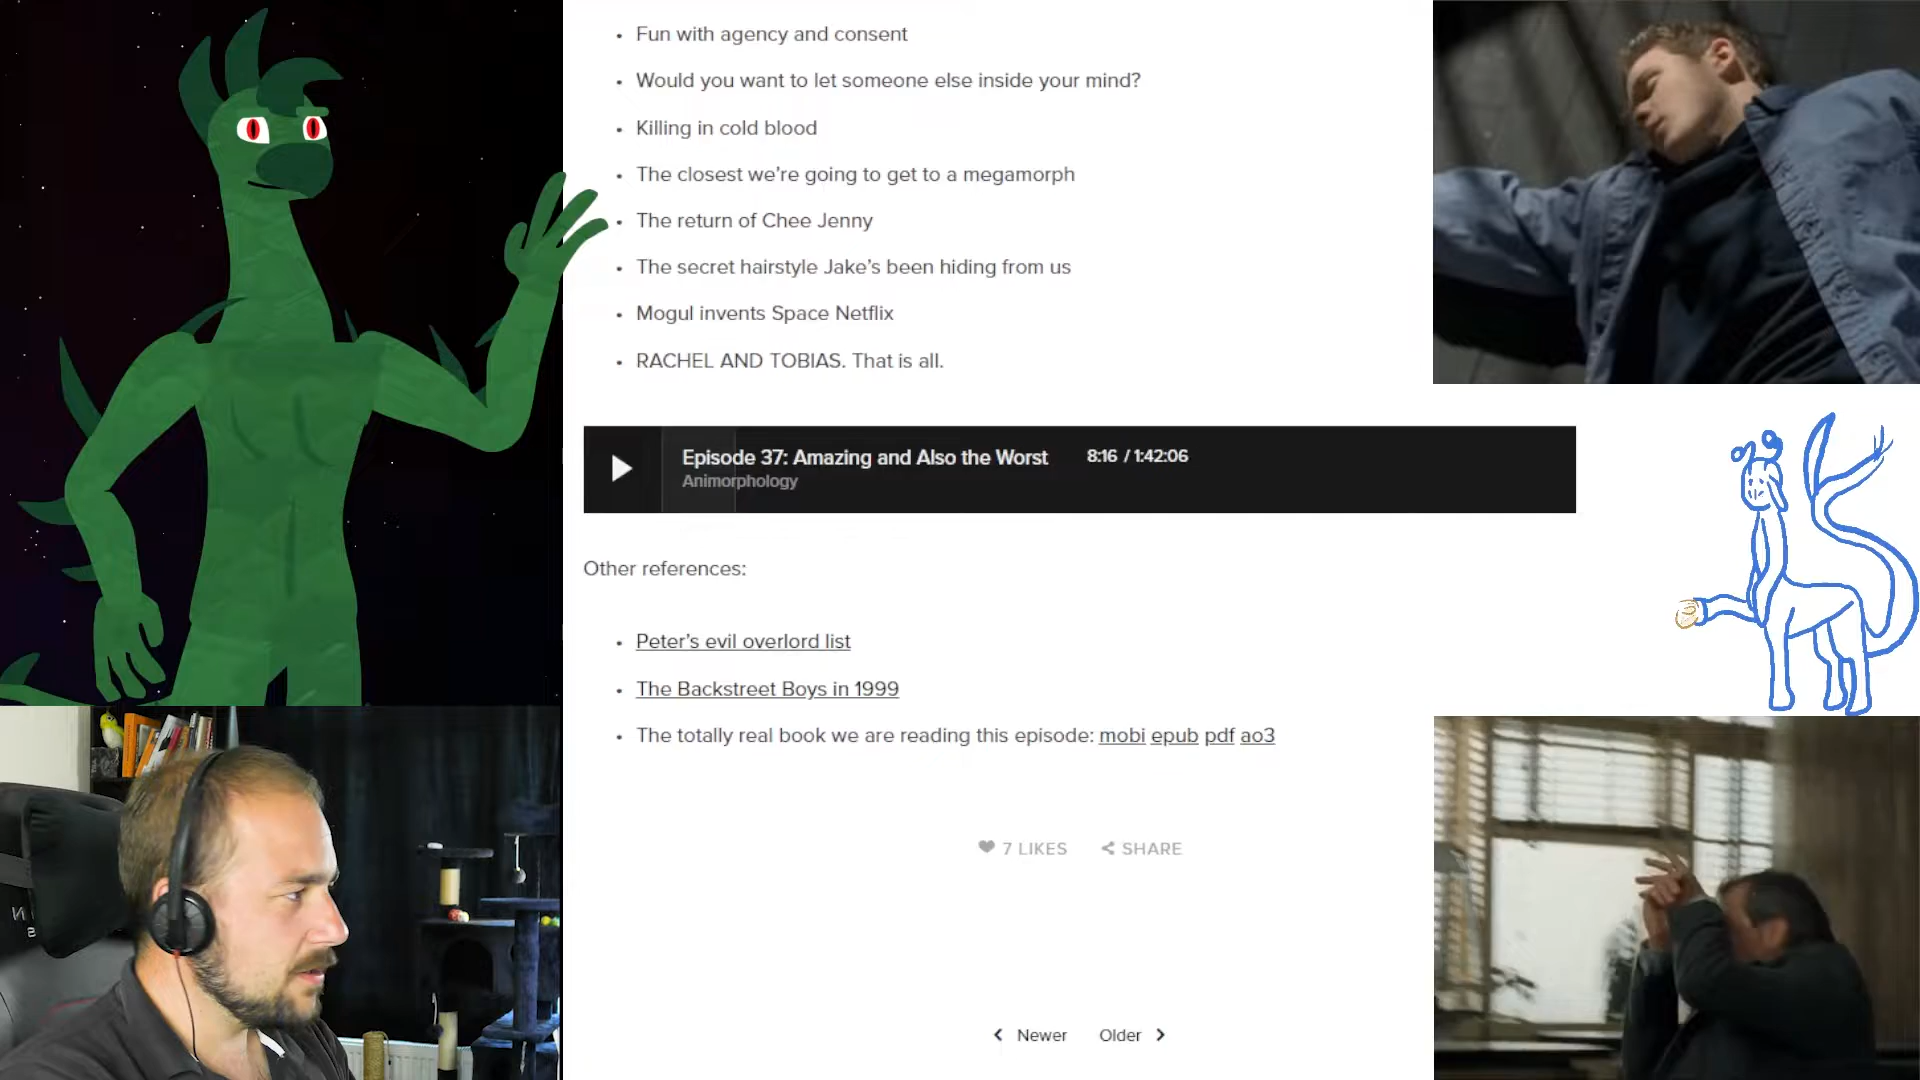 Fun with agency and consent
Would you want to let someone else inside your mind?
Killing in cold blood
The closest we’re going to get to a megamorph
The return of Chee Jenny
The secret hairstyle Jake’s been hiding from us
Mogul invents Space Netflix
RACHEL AND TOBIAS. That is all.
Episode 37: Amazing and Also the Worst 8:16 / 1:42:06
Animorphology
Other references:
Peter’s evil overlord list
The Backstreet Boys in 1999
The totally real book we are reading this episode: mobi epub pdf ao3
7 LIKES SHARE
Newer Older